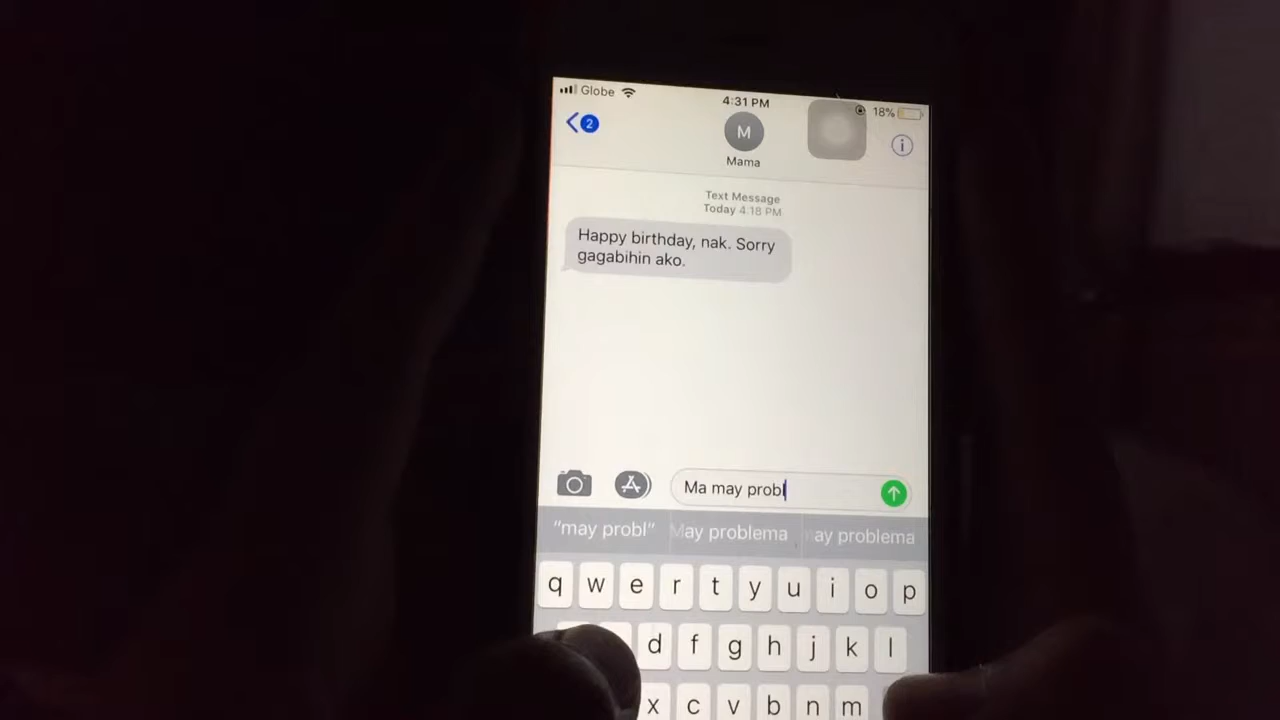 Globe
4:31 PM
18%
2
M
Mama
Text Message
Today 4:18 PM
Happy birthday, nak. Sorry
gagabihin ako.
Ma may probl
"may probl" May problema ay problema
q w e r t y u i o p
d f g h j k l
x c v b n m